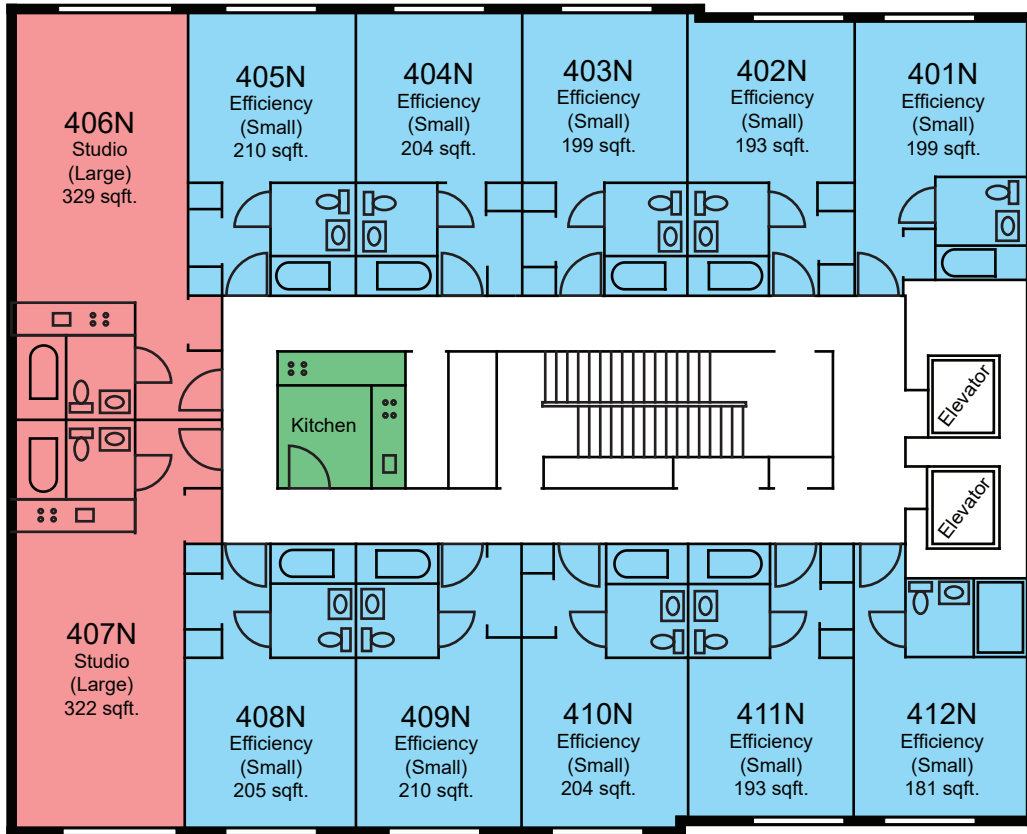 406N
Studio
(Large)
329 sqft.
405N
Efficiency
(Small)
210 sqft.
404N
Efficiency
(Small)
204 sqft.
403N
Efficiency
(Small)
199 sqft.
402N
Efficiency
(Small)
193 sqft.
401N
Efficiency
(Small)
199 sqft.
Kitchen
Elevator
Elevator
407N
Studio
(Large)
322 sqft.
408N
Efficiency
(Small)
205 sqft.
409N
Efficiency
(Small)
210 sqft.
410N
Efficiency
(Small)
204 sqft.
411N
Efficiency
(Small)
193 sqft.
412N
Efficiency
(Small)
181 sqft.